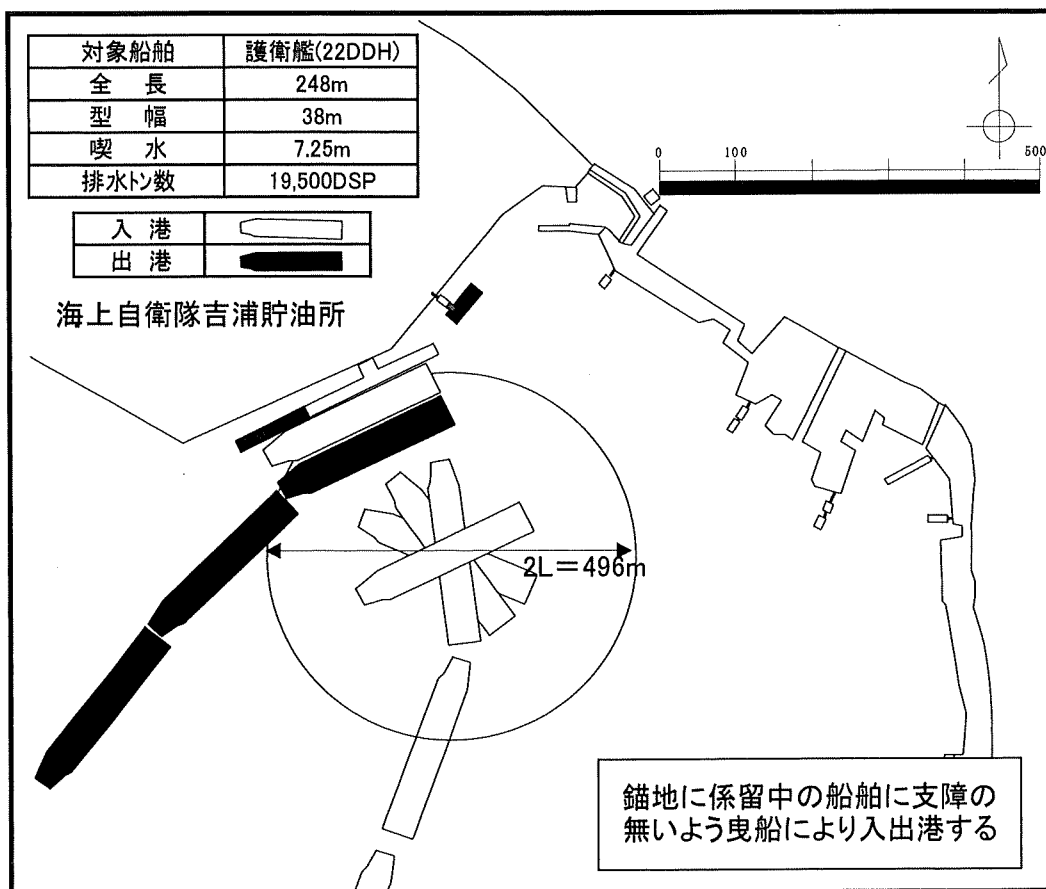 対象船舶 護衛艦(22DDH)
全長 248m
型幅 38m
喫水 7.25m
排水トン数 19,500DSP
入港
出港
海上自衛隊吉浦貯油所
0 100 500
2L=496m
錨地に係留中の船舶に支障の
無いよう曳船により入出港する